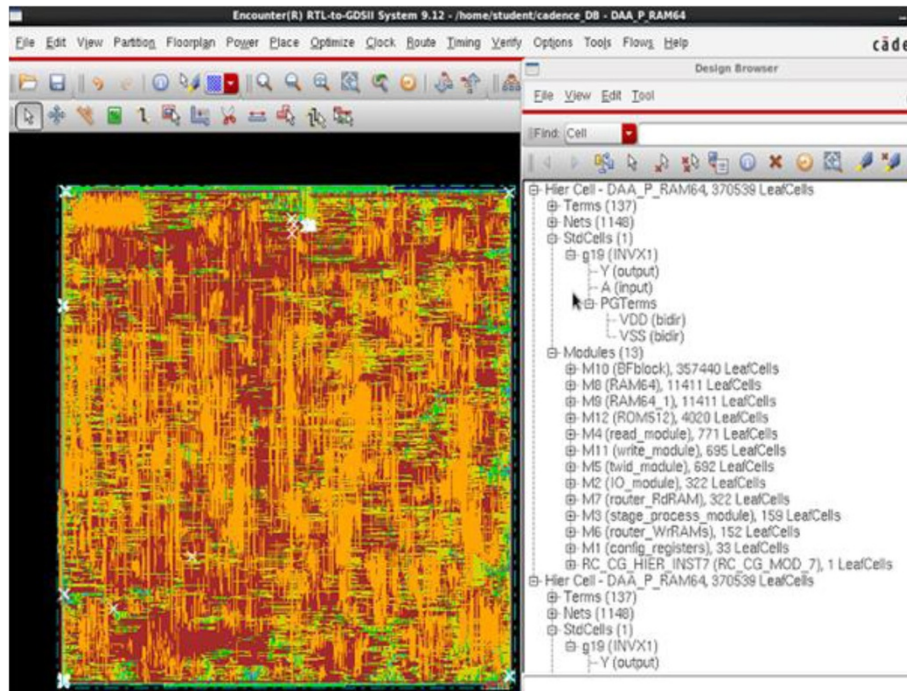 Encounter(R) RTL-to-GDSII System 9.12 - /home/student/cadence_DB - DAA_P_RAM64
File Edit View Partition Floorplan Power Place Optimize Clock Route Timing Verify Options Tools Flows Help
cāde
Design Browser
File View Edit Tool
Find: Cell
Hier Cell - DAA_P_RAM64, 370539 LeafCells
Terms (137)
Nets (1148)
StdCells (1)
g19 (INVX1)
Y (output)
A (input)
PGTerms
VDD (bidir)
VSS (bidir)
Modules (13)
M10 (BFblock), 357440 LeafCells
M8 (RAM64), 11411 LeafCells
M9 (RAM64_1), 11411 LeafCells
M12 (ROM512), 4020 LeafCells
M4 (read_module), 771 LeafCells
M11 (write_module), 695 LeafCells
M5 (twid_module), 692 LeafCells
M2 (IO_module), 322 LeafCells
M7 (router_RdRAM), 322 LeafCells
M3 (stage_process_module), 159 LeafCells
M6 (router_WrRAMs), 152 LeafCells
M1 (config_registers), 33 LeafCells
RC_CG_HIER_INST7 (RC_CG_MOD_7), 1 LeafCells
Hier Cell - DAA_P_RAM64, 370539 LeafCells
Terms (137)
Nets (1148)
StdCells (1)
g19 (INVX1)
Y (output)